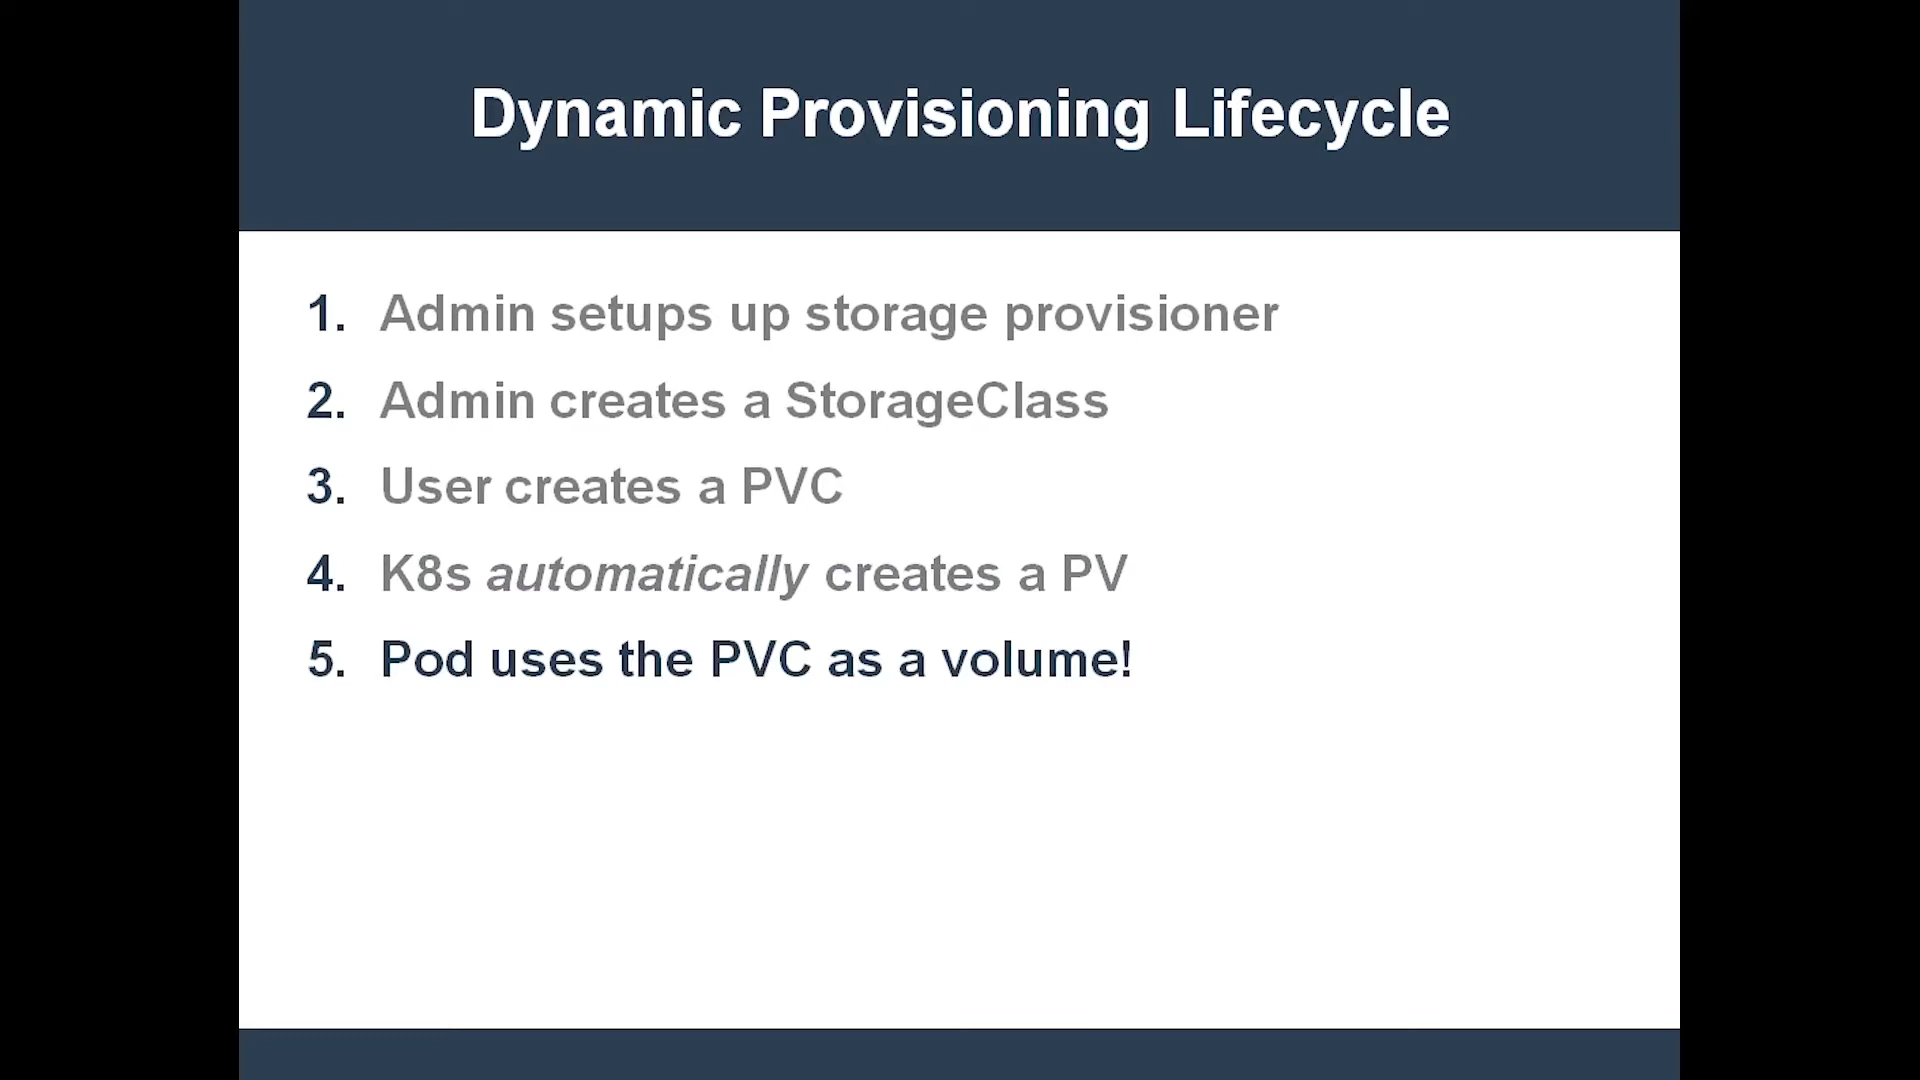 Dynamic Provisioning Lifecycle
1. Admin setups up storage provisioner
2. Admin creates a StorageClass
3. User creates a PVC
4. K8s automatically creates a PV
5. Pod uses the PVC as a volume!